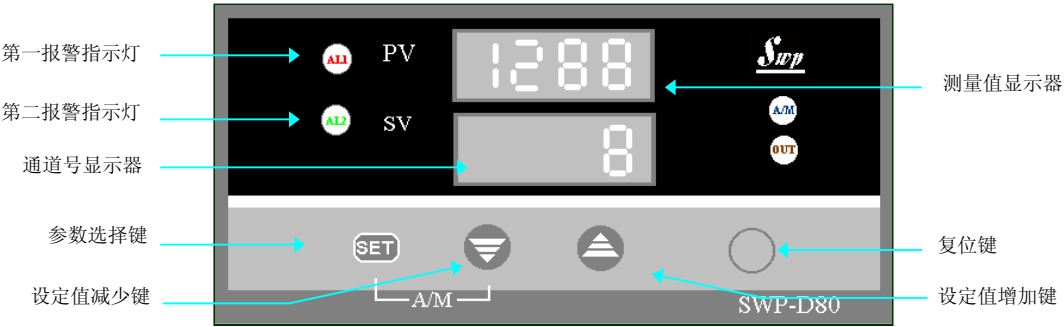 第一报警指示灯
AL1
PV
1288
Swp
测量值显示器
第二报警指示灯
AL2
SV
8
A/M
OUT
通道号显示器
参数选择键
SET
复位键
设定值减少键
A/M
SWP-D80
设定值增加键